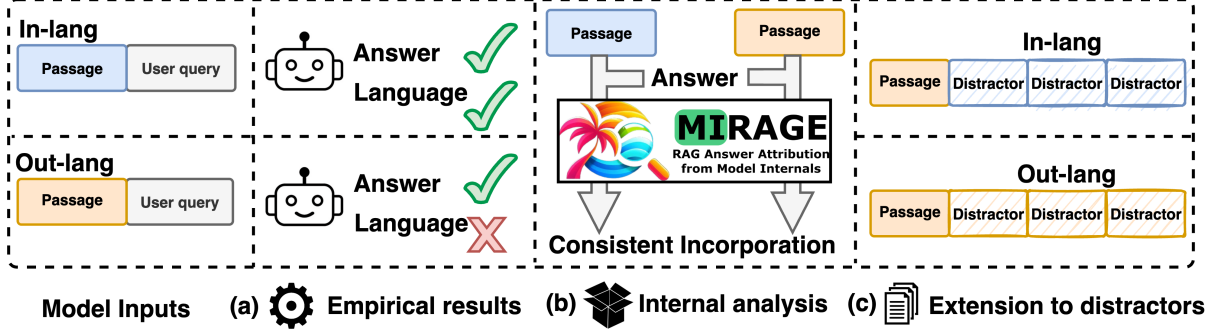 In-lang
Passage User query
Answer
Language
Out-lang
Passage User query
Answer
Language
Passage Passage
Answer
MIRAGE
RAG Answer Attribution
from Model Internals
Consistent Incorporation
In-lang
Passage Distractor Distractor Distractor
Out-lang
Passage Distractor Distractor Distractor
Model Inputs (a) Empirical results (b) Internal analysis (c) Extension to distractors